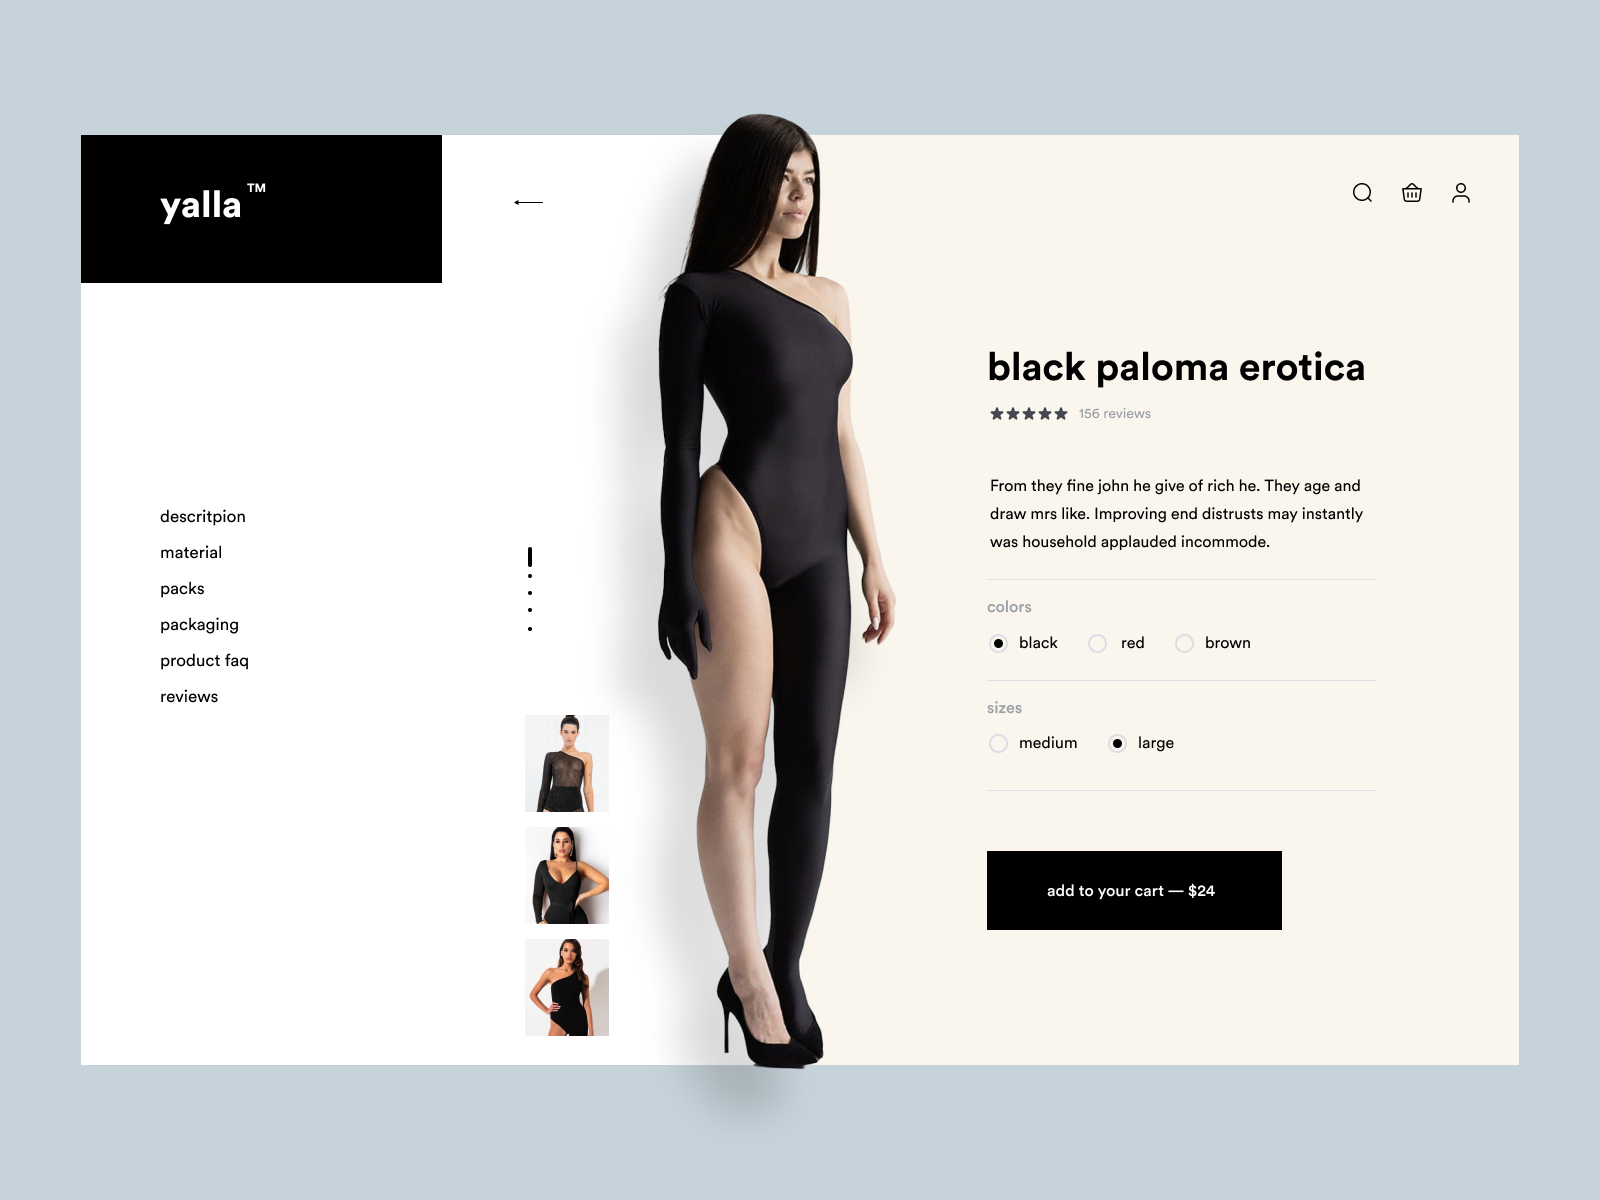 yalla™
descritpion
material
packs
packaging
product faq
reviews
black paloma erotica
156 reviews
From they fine john he give of rich he. They age and
draw mrs like. Improving end distrusts may instantly
was household applauded incommode.
colors
black red brown
sizes
medium large
add to your cart — $24